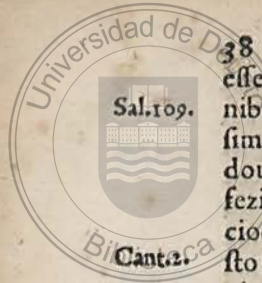 Universidad de D
38
esse
Sal.109. nib
sim
dou
fezi
cio
Cant.2. sto
Biblioteca